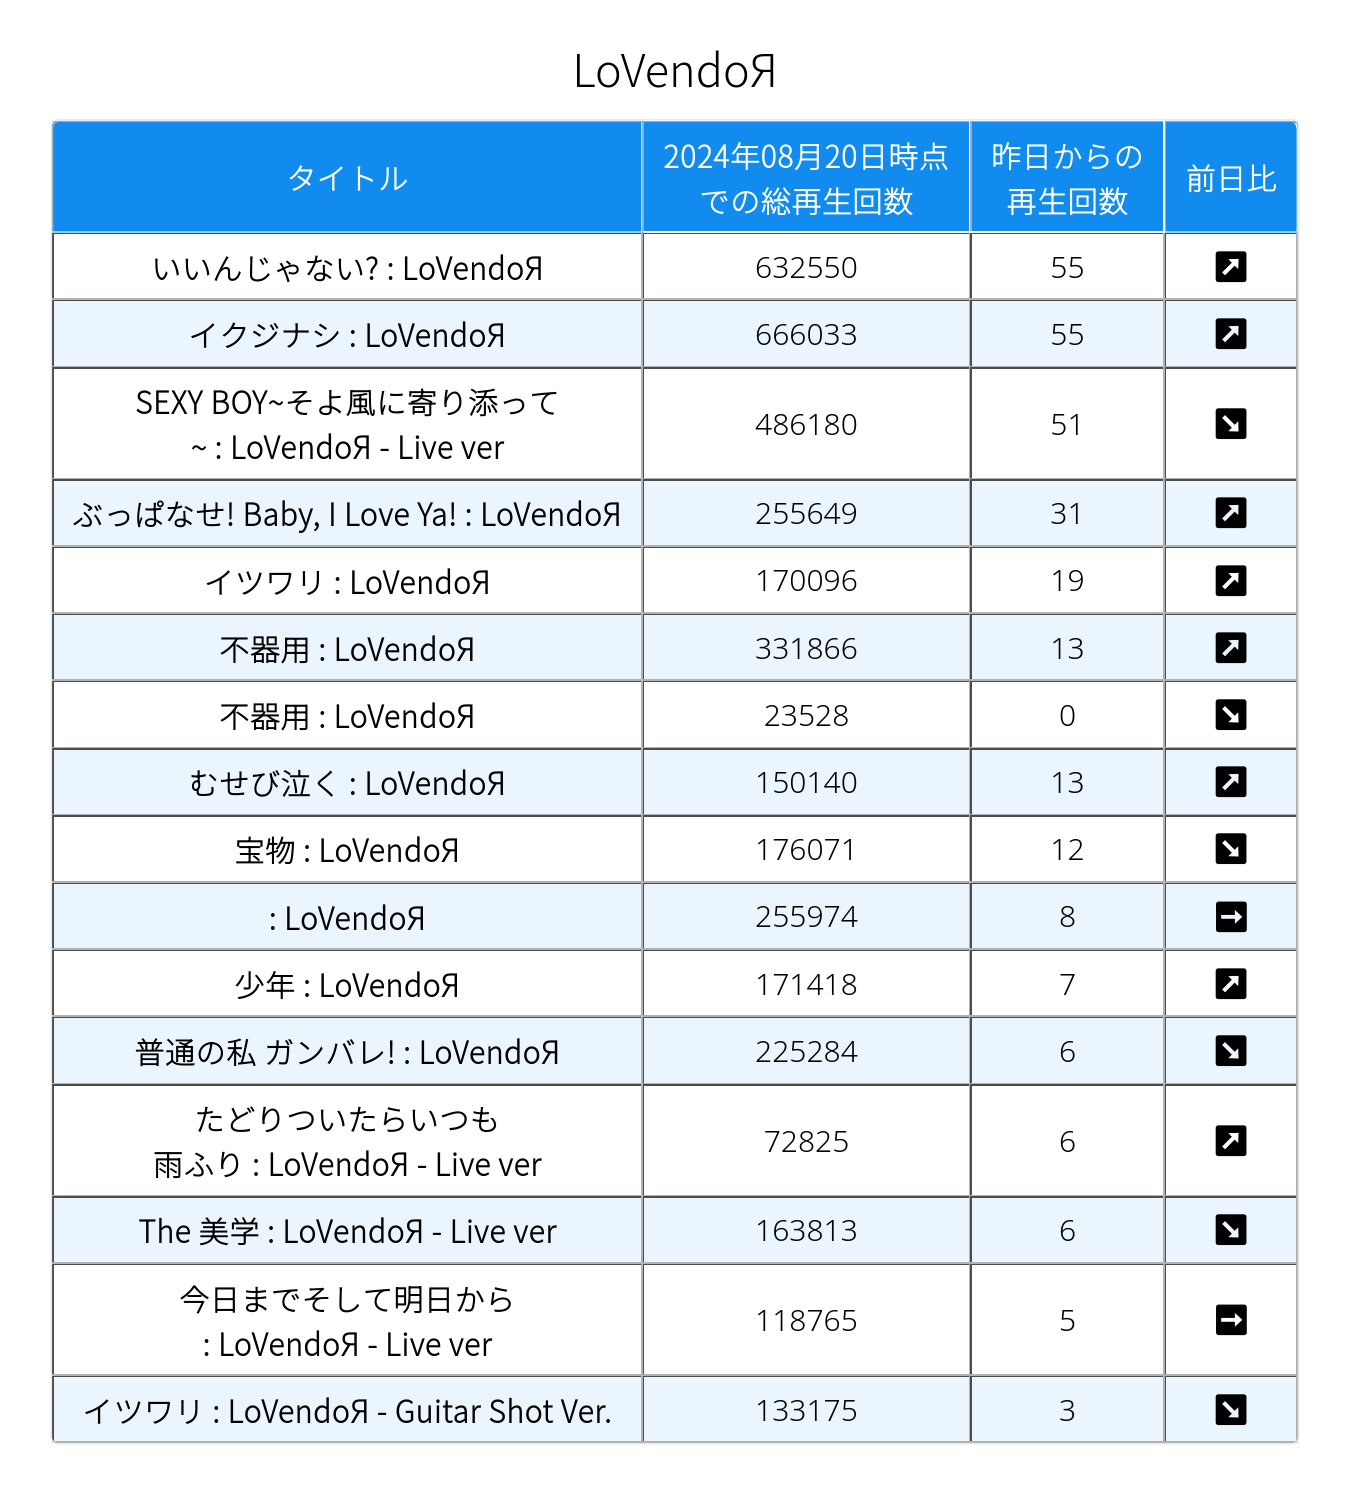 LoVendoЯ
タイトル
2024年08月20日時点
での総再生回数
昨日からの
再生回数
前日比
いいんじゃない? : LoVendoЯ 632550 55
イクジナシ : LoVendoЯ 666033 55
SEXY BOY~そよ風に寄り添って
~ : LoVendoЯ - Live ver 486180 51
ぶっぱなせ! Baby, I Love Ya! : LoVendoЯ 255649 31
イツワリ : LoVendoЯ 170096 19
不器用 : LoVendoЯ 331866 13
不器用 : LoVendoЯ 23528 0
むせび泣く : LoVendoЯ 150140 13
宝物 : LoVendoЯ 176071 12
: LoVendoЯ 255974 8
少年 : LoVendoЯ 171418 7
普通の私 ガンバレ! : LoVendoЯ 225284 6
たどりついたらいつも
雨ふり : LoVendoЯ - Live ver 72825 6
The 美学 : LoVendoЯ - Live ver 163813 6
今日までそして明日から
: LoVendoЯ - Live ver 118765 5
イツワリ : LoVendoЯ - Guitar Shot Ver. 133175 3